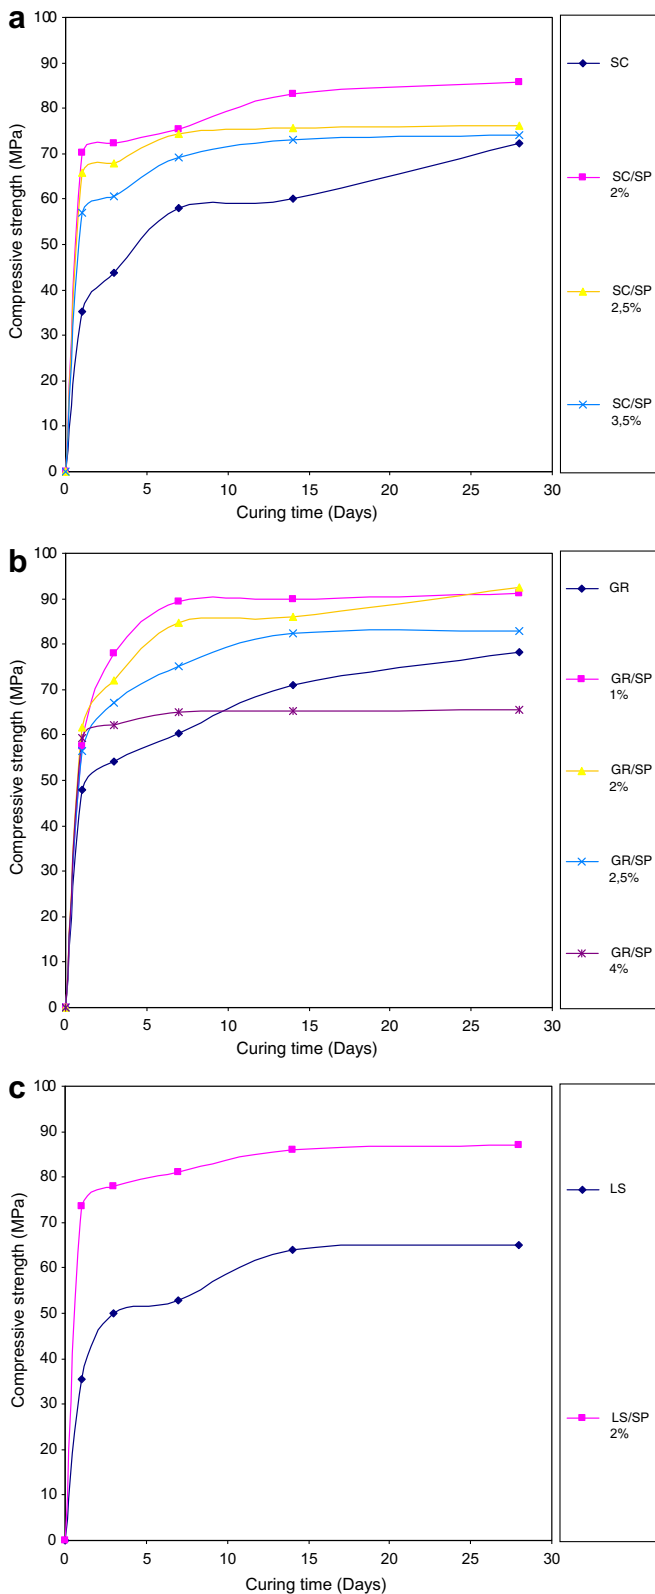 a
100
90
80
70
60
50
40
30
20
10
0
Compressive strength (MPa)
0 5 10 15 20 25 30
Curing time (Days)
SC
SC/SP
2%
SC/SP
2,5%
SC/SP
3,5%
b
100
90
80
70
60
50
40
30
20
10
0
Compressive strength (MPa)
0 5 10 15 20 25 30
Curing time (Days)
GR
GR/SP
1%
GR/SP
2%
GR/SP
2,5%
GR/SP
4%
c
100
90
80
70
60
50
40
30
20
10
0
Compressive strength (MPa)
0 5 10 15 20 25 30
Curing time (Days)
LS
LS/SP
2%